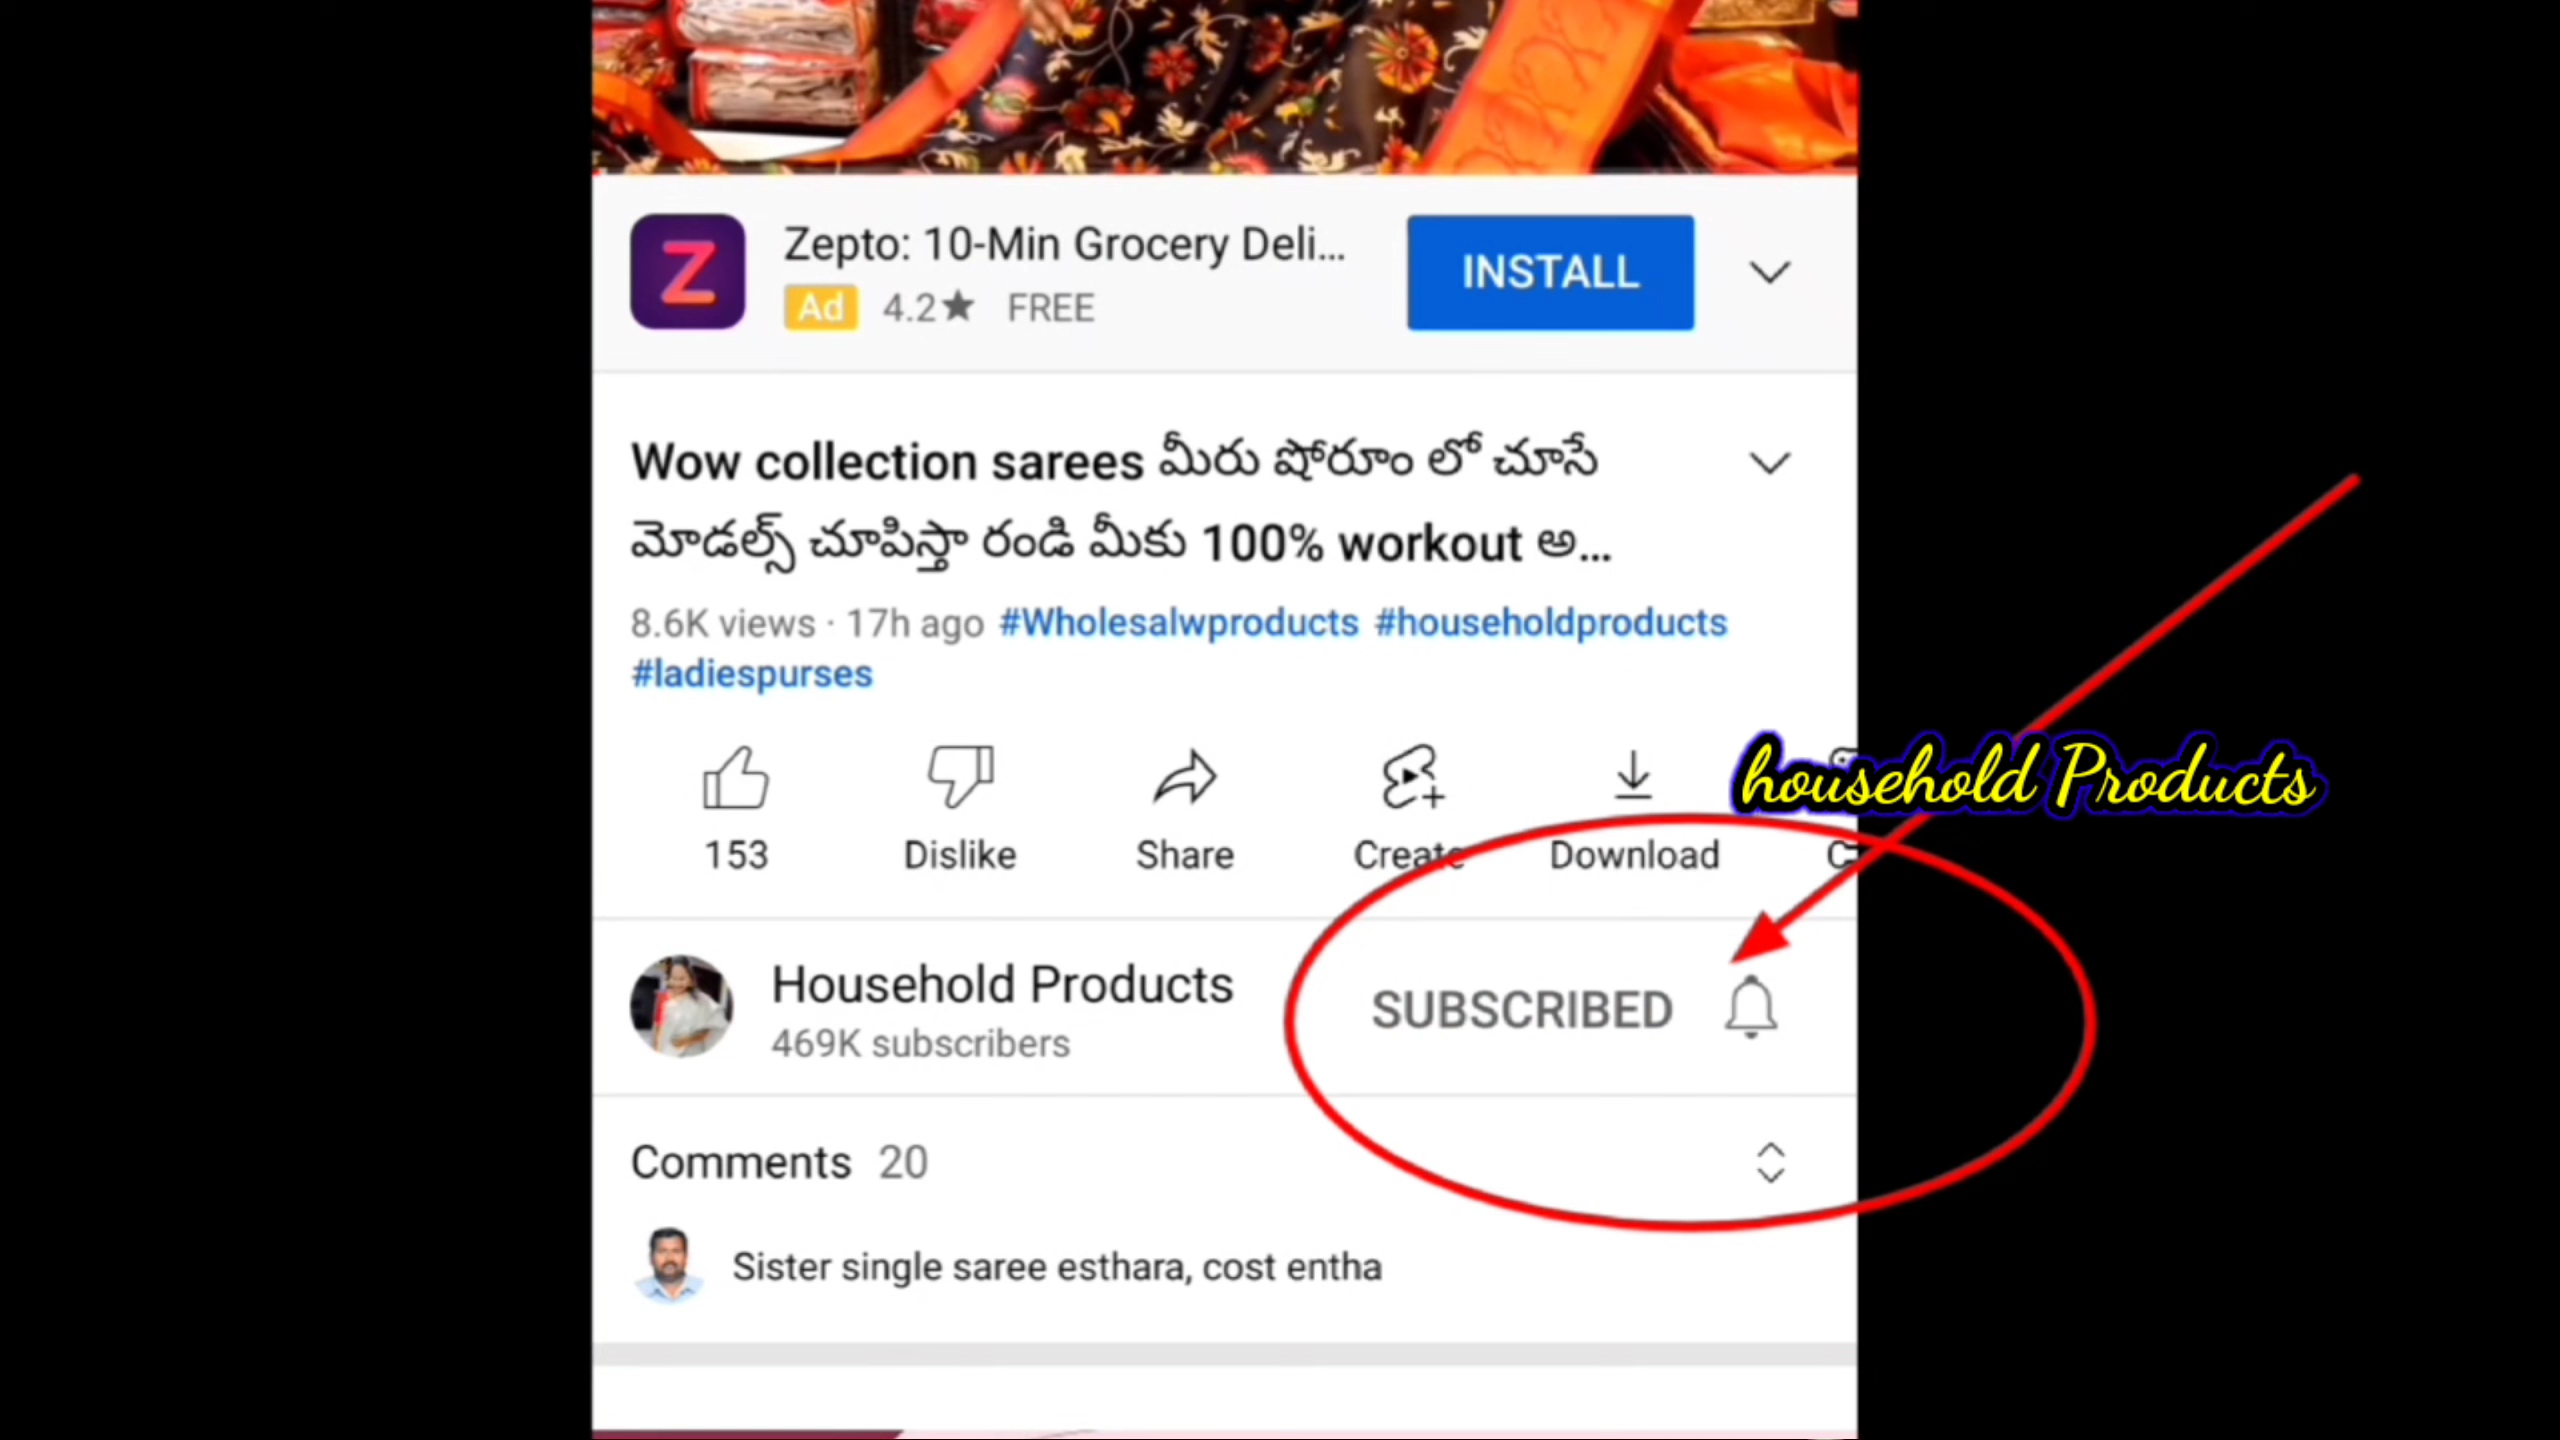 Z
Zepto: 10-Min Grocery Deli...
INSTALL
Ad 4.2★ FREE
Wow collection sarees మీరు షోరూం లో చూసే
మోడల్స్ చూపిస్తా రండి మీకు 100% workout అ...
8.6K views · 17h ago #Wholesalwproducts #householdproducts
#ladiespurses
household Products
153 Dislike Share Create Download
Household Products
469K subscribers
SUBSCRIBED
Comments 20
Sister single saree esthara, cost entha